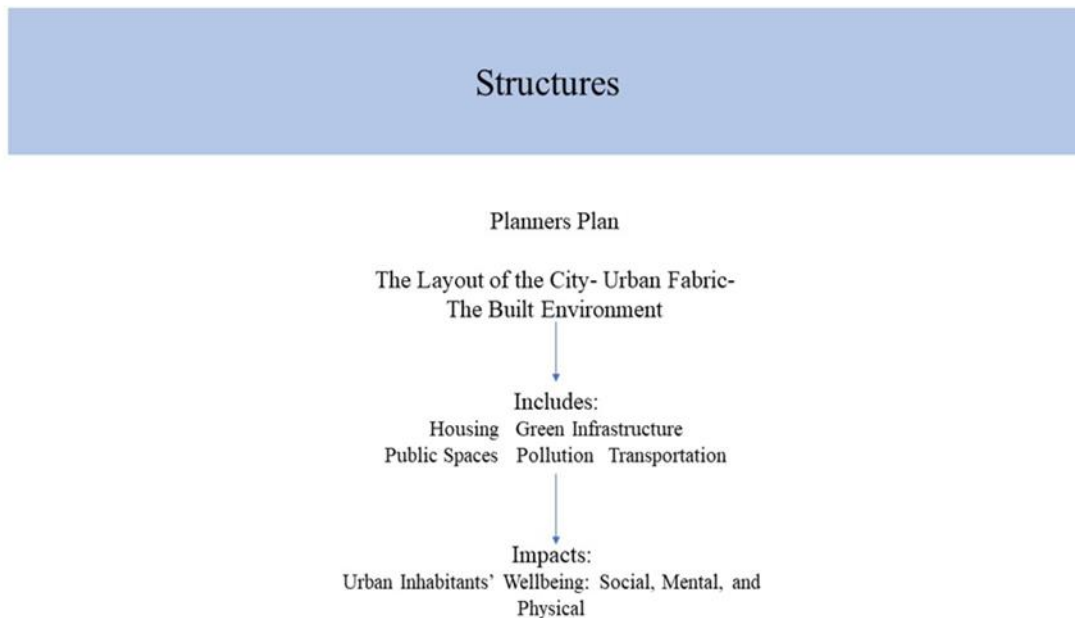 Structures
Planners Plan
The Layout of the City- Urban Fabric-
The Built Environment
Includes:
Housing Green Infrastructure
Public Spaces Pollution Transportation
Impacts:
Urban Inhabitants’ Wellbeing: Social, Mental, and
Physical